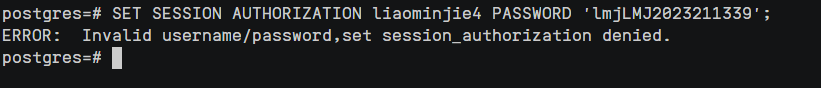 postgres=# SET SESSION AUTHORIZATION liaominjie4 PASSWORD 'lmjLMJ2023211339';
ERROR:  Invalid username/password,set session_authorization denied.
postgres=#